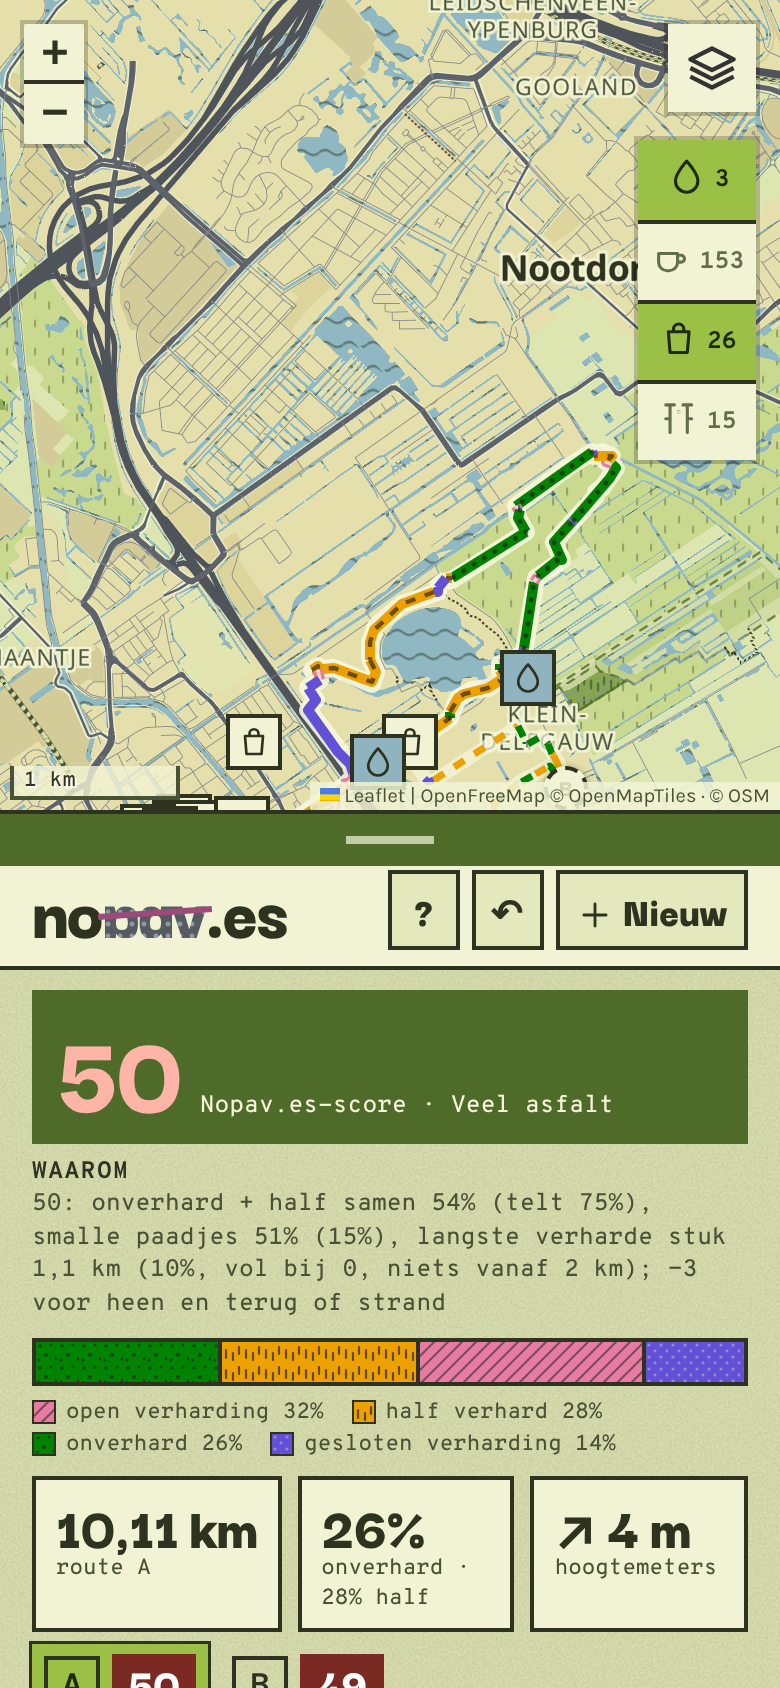 LEIDSCHENVEEN-
YPENBURG
GOOLAND
+
−
3
153
26
15
KLEIN-
DELFGAUW
1 km
Leaflet | OpenFreeMap © OpenMapTiles · © OSM
nopav.es
?
↶
+ Nieuw
50
Nopav.es-score · Veel asfalt
WAAROM
50: onverhard + half samen 54% (telt 75%),
smalle paadjes 51% (15%), langste verharde stuk
1,1 km (10%, vol bij 0, niets vanaf 2 km); −3
voor heen en terug of strand
open verharding 32%
half verhard 28%
onverhard 26%
gesloten verharding 14%
10,11 km
route A
26%
onverhard ·
28% half
↗ 4 m
hoogtemeters
A
50
B
49